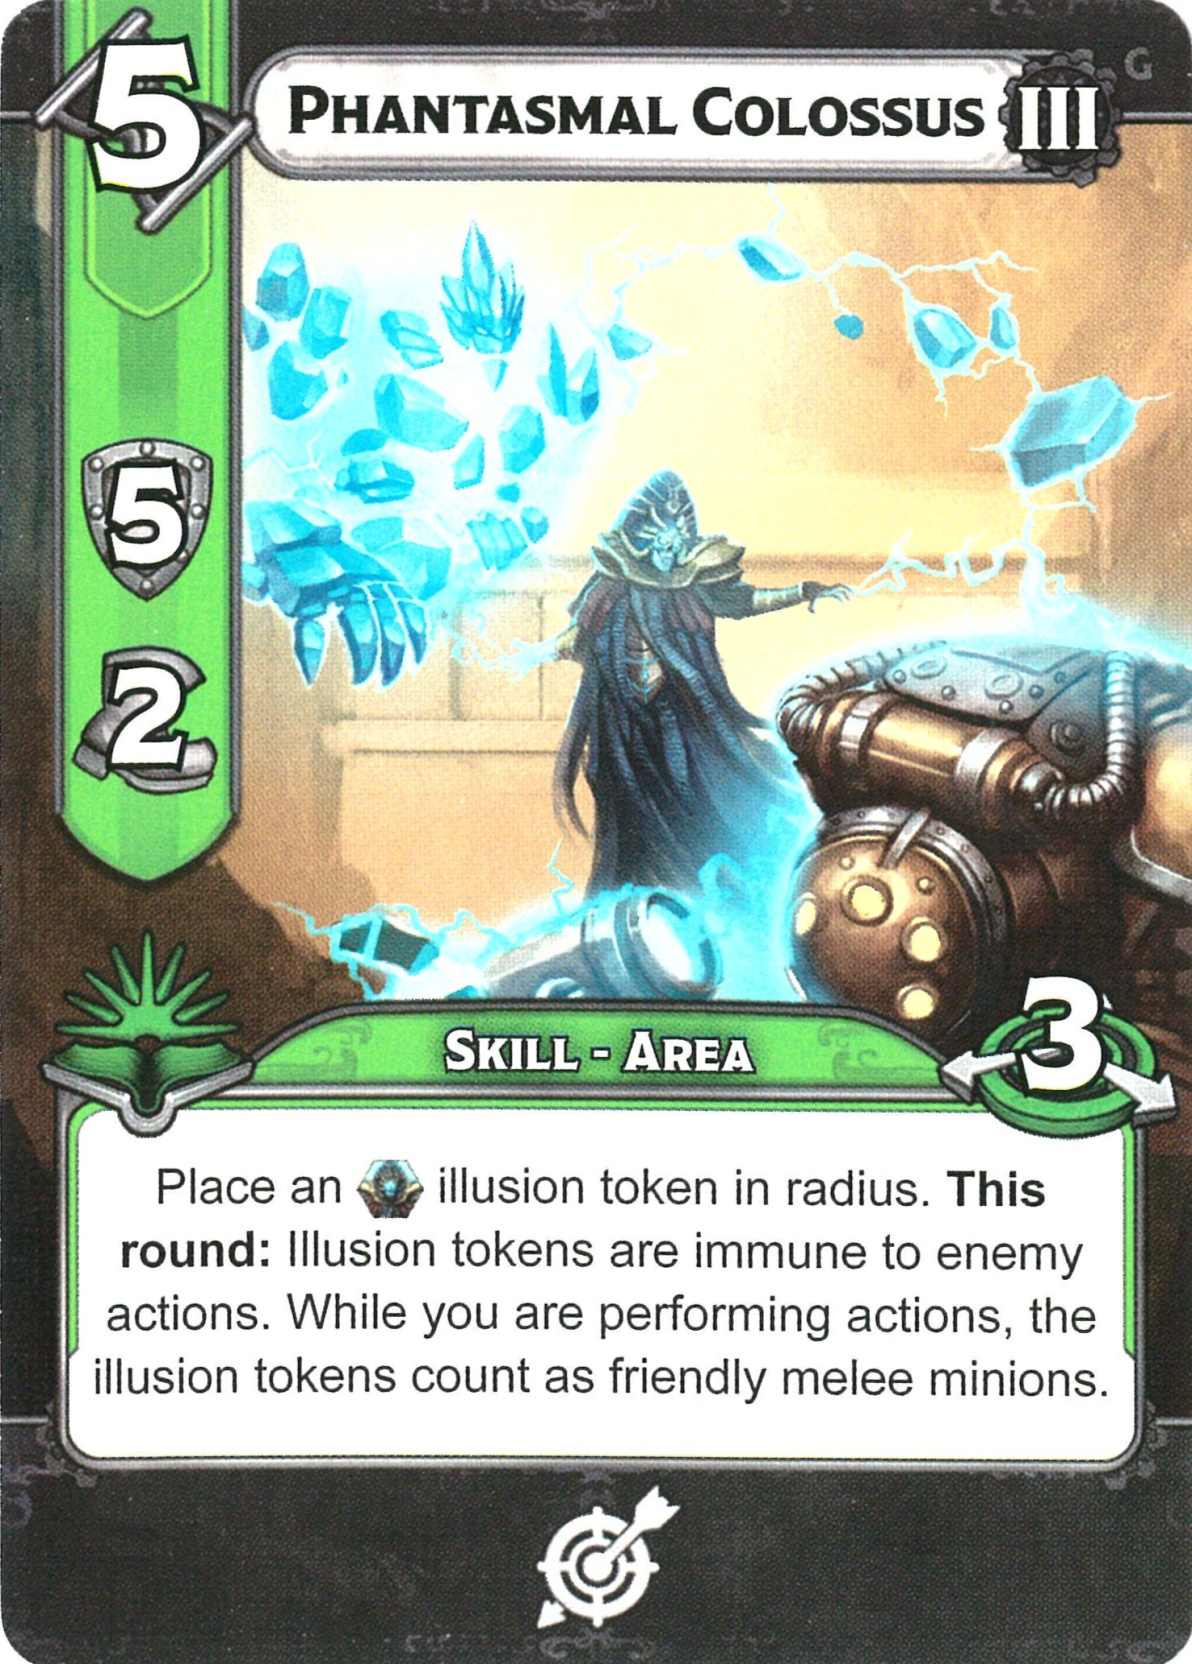 5
PHANTASMAL COLOSSUS III
G
5
2
SKILL - AREA
3
Place an illusion token in radius. This
round: Illusion tokens are immune to enemy
actions. While you are performing actions, the
illusion tokens count as friendly melee minions.